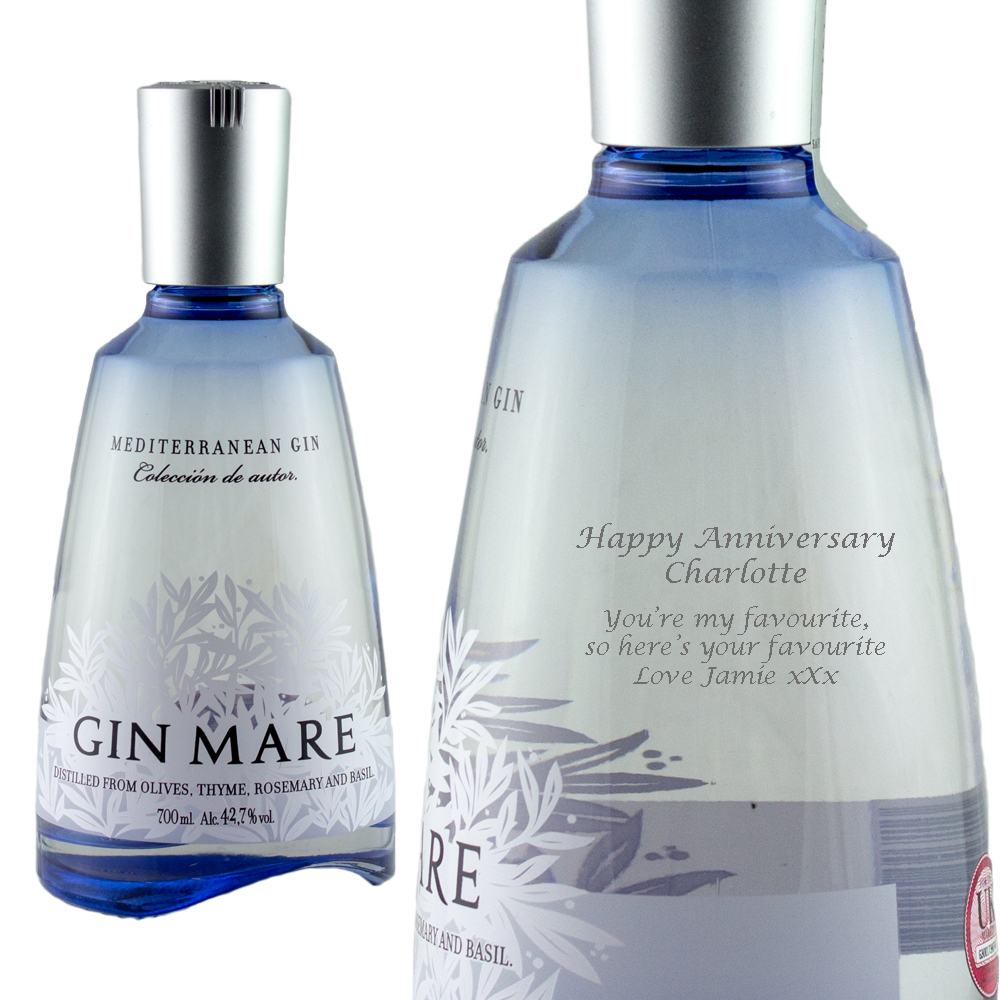 MEDITERRANEAN GIN
Colección de autor.
GIN MARE
DISTILLED FROM OLIVES, THYME, ROSEMARY AND BASIL.
700 ml. Alc. 42,7% vol.
N GIN
tor.
Happy Anniversary
Charlotte
You're my favourite,
so here's your favourite
Love Jamie xXx
ARE
SEMARY AND BASIL.